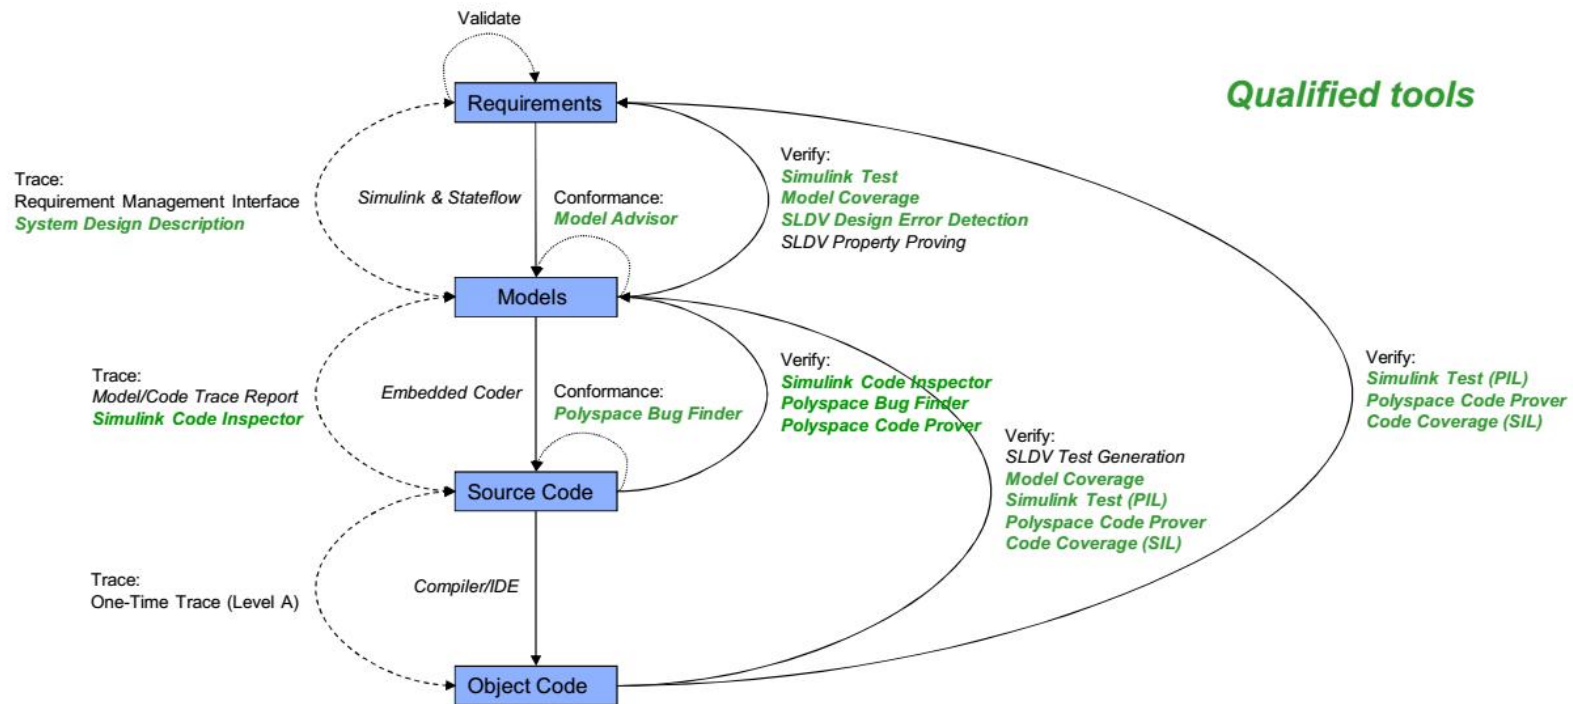 Validate
Qualified tools
Requirements
Trace:
Requirement Management Interface
System Design Description
Simulink & Stateflow
Conformance:
Model Advisor
Verify:
Simulink Test
Model Coverage
SLDV Design Error Detection
SLDV Property Proving
Models
Trace:
Model/Code Trace Report
Simulink Code Inspector
Embedded Coder
Conformance:
Polyspace Bug Finder
Verify:
Simulink Code Inspector
Polyspace Bug Finder
Polyspace Code Prover
Verify:
Simulink Test (PIL)
Polyspace Code Prover
Code Coverage (SIL)
Verify:
SLDV Test Generation
Model Coverage
Simulink Test (PIL)
Polyspace Code Prover
Code Coverage (SIL)
Source Code
Trace:
One-Time Trace (Level A)
Compiler/IDE
Object Code